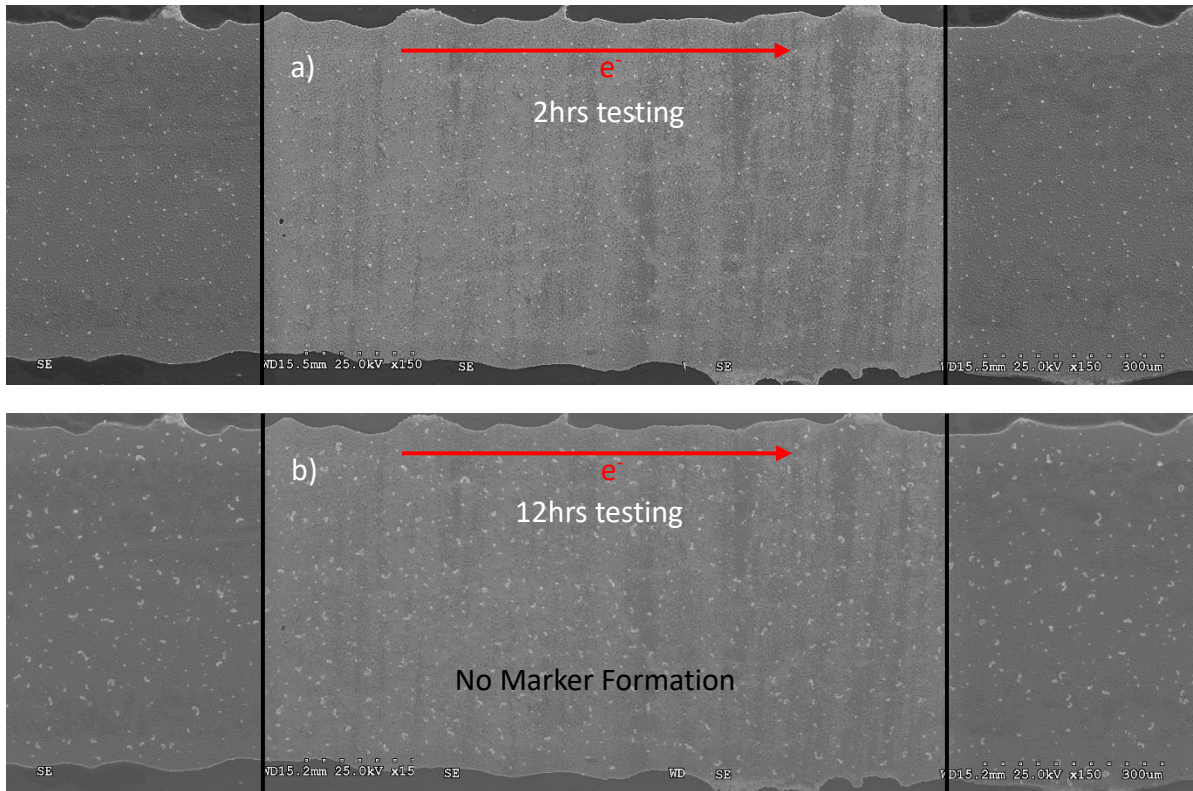 a)
e-
2hrs testing
SE
WD15.5mm 25.0kV x150
SE
SE
WD15.5mm 25.0kV x150 300um
b)
e-
12hrs testing
No Marker Formation
SE
WD15.2mm 25.0kV x15
SE
WD
SE
WD15.2mm 25.0kV x150 300um